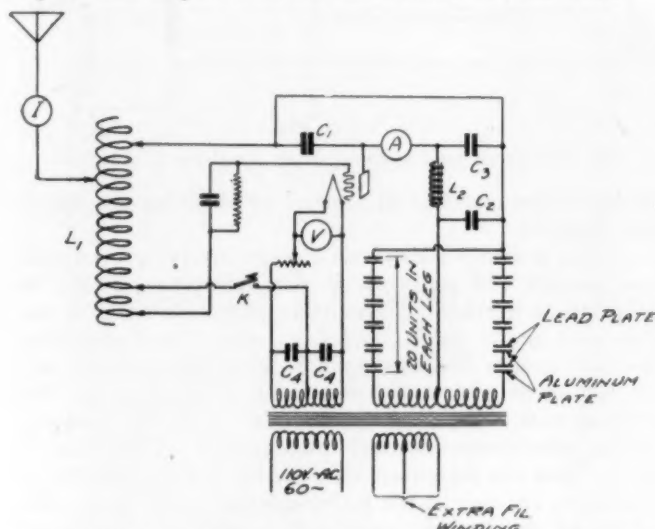 I
L1
C1
A
C3
L2
C2
V
K
20 UNITS IN
EACH LEG
LEAD PLATE
ALUMINUM
PLATE
C4
C4
110V-AC
60~
EXTRA FIL
WINDING